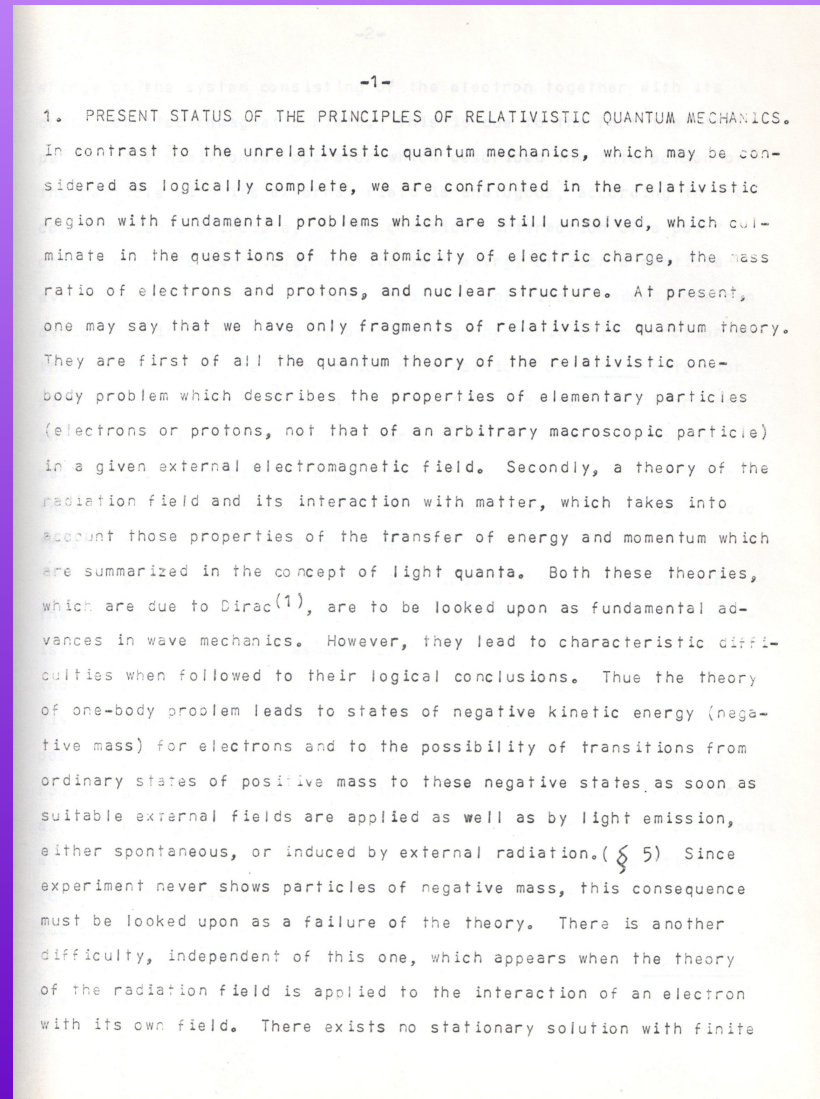 -2-
-1-
1. PRESENT STATUS OF THE PRINCIPLES OF RELATIVISTIC QUANTUM MECHANICS.
In contrast to the unrelativistic quantum mechanics, which may be con-
sidered as logically complete, we are confronted in the relativistic
region with fundamental problems which are still unsolved, which cul-
minate in the questions of the atomicity of electric charge, the mass
ratio of electrons and protons, and nuclear structure. At present,
one may say that we have only fragments of relativistic quantum theory.
They are first of all the quantum theory of the relativistic one-
body problem which describes the properties of elementary particles
(electrons or protons, not that of an arbitrary macroscopic particle)
in a given external electromagnetic field. Secondly, a theory of the
radiation field and its interaction with matter, which takes into
account those properties of the transfer of energy and momentum which
are summarized in the concept of light quanta. Both these theories,
which are due to Dirac(1), are to be looked upon as fundamental ad-
vances in wave mechanics. However, they lead to characteristic diffi-
culties when followed to their logical conclusions. Thus the theory
of one-body problem leads to states of negative kinetic energy (nega-
tive mass) for electrons and to the possibility of transitions from
ordinary states of positive mass to these negative states as soon as
suitable external fields are applied as well as by light emission,
either spontaneous, or induced by external radiation.(§ 5) Since
experiment never shows particles of negative mass, this consequence
must be looked upon as a failure of the theory. There is another
difficulty, independent of this one, which appears when the theory
of the radiation field is applied to the interaction of an electron
with its own field. There exists no stationary solution with finite